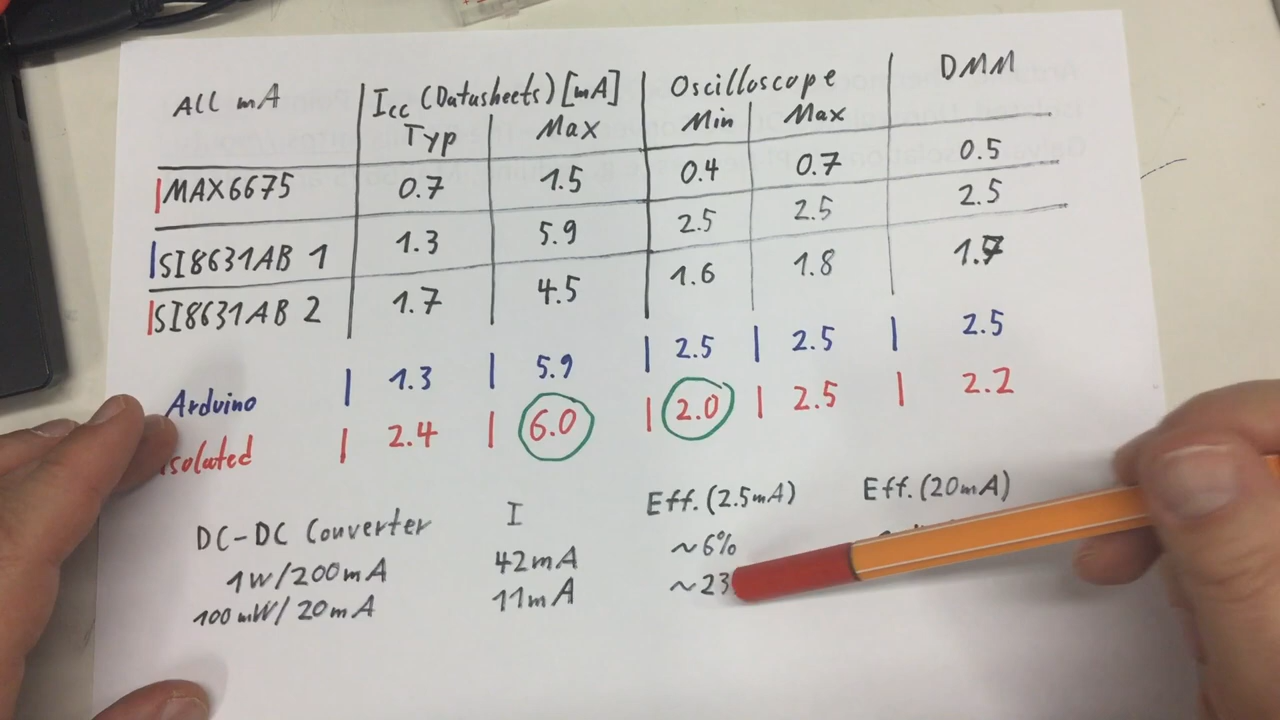 All mA Icc (Datasheets) [mA] Oscilloscope DMM
Typ Max Min Max
MAX6675 0.7 1.5 0.4 0.7 0.5
SI8631AB 1 1.3 5.9 2.5 2.5 2.5
SI8631AB 2 1.7 4.5 1.6 1.8 1.7
Arduino 1.3 5.9 2.5 2.5 2.5
isolated 2.4 6.0 2.0 2.5 2.2
DC-DC Converter I Eff. (2.5mA) Eff. (20mA)
1W/200mA 42mA ~6%
100mW/20mA 11mA ~23